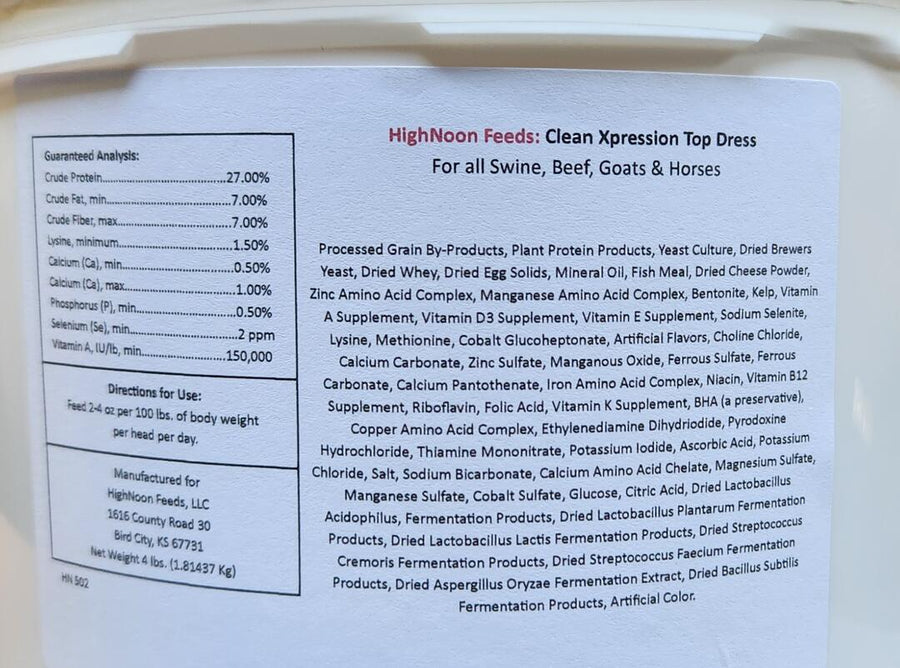 Guaranteed Analysis:
Crude Protein..............................27.00%
Crude Fat, min..............................7.00%
Crude Fiber, max...........................7.00%
Lysine, minimum...........................1.50%
Calcium (Ca), min..........................0.50%
Calcium (Ca), max..........................1.00%
Phosphorus (P), min.......................0.50%
Selenium (Se), min..........................2 ppm
Vitamin A, IU/lb, min.....................150,000
Directions for Use:
Feed 2-4 oz per 100 lbs. of body weight
per head per day.
Manufactured for
HighNoon Feeds, LLC
1616 County Road 30
Bird City, KS 67731
Net Weight 4 lbs. (1.81437 Kg)
HN 502
HighNoon Feeds: Clean Xpression Top Dress
For all Swine, Beef, Goats & Horses
Processed Grain By-Products, Plant Protein Products, Yeast Culture, Dried Brewers
Yeast, Dried Whey, Dried Egg Solids, Mineral Oil, Fish Meal, Dried Cheese Powder,
Zinc Amino Acid Complex, Manganese Amino Acid Complex, Bentonite, Kelp, Vitamin
A Supplement, Vitamin D3 Supplement, Vitamin E Supplement, Sodium Selenite,
Lysine, Methionine, Cobalt Glucoheptonate, Artificial Flavors, Choline Chloride,
Calcium Carbonate, Zinc Sulfate, Manganous Oxide, Ferrous Sulfate, Ferrous
Carbonate, Calcium Pantothenate, Iron Amino Acid Complex, Niacin, Vitamin B12
Supplement, Riboflavin, Folic Acid, Vitamin K Supplement, BHA (a preservative),
Copper Amino Acid Complex, Ethylenediamine Dihydriodide, Pyrodoxine
Hydrochloride, Thiamine Mononitrate, Potassium Iodide, Ascorbic Acid, Potassium
Chloride, Salt, Sodium Bicarbonate, Calcium Amino Acid Chelate, Magnesium Sulfate,
Manganese Sulfate, Cobalt Sulfate, Glucose, Citric Acid, Dried Lactobacillus
Acidophilus, Fermentation Products, Dried Lactobacillus Plantarum Fermentation
Products, Dried Lactobacillus Lactis Fermentation Products, Dried Streptococcus
Cremoris Fermentation Products, Dried Streptococcus Faecium Fermentation
Products, Dried Aspergillus Oryzae Fermentation Extract, Dried Bacillus Subtilis
Fermentation Products, Artificial Color.